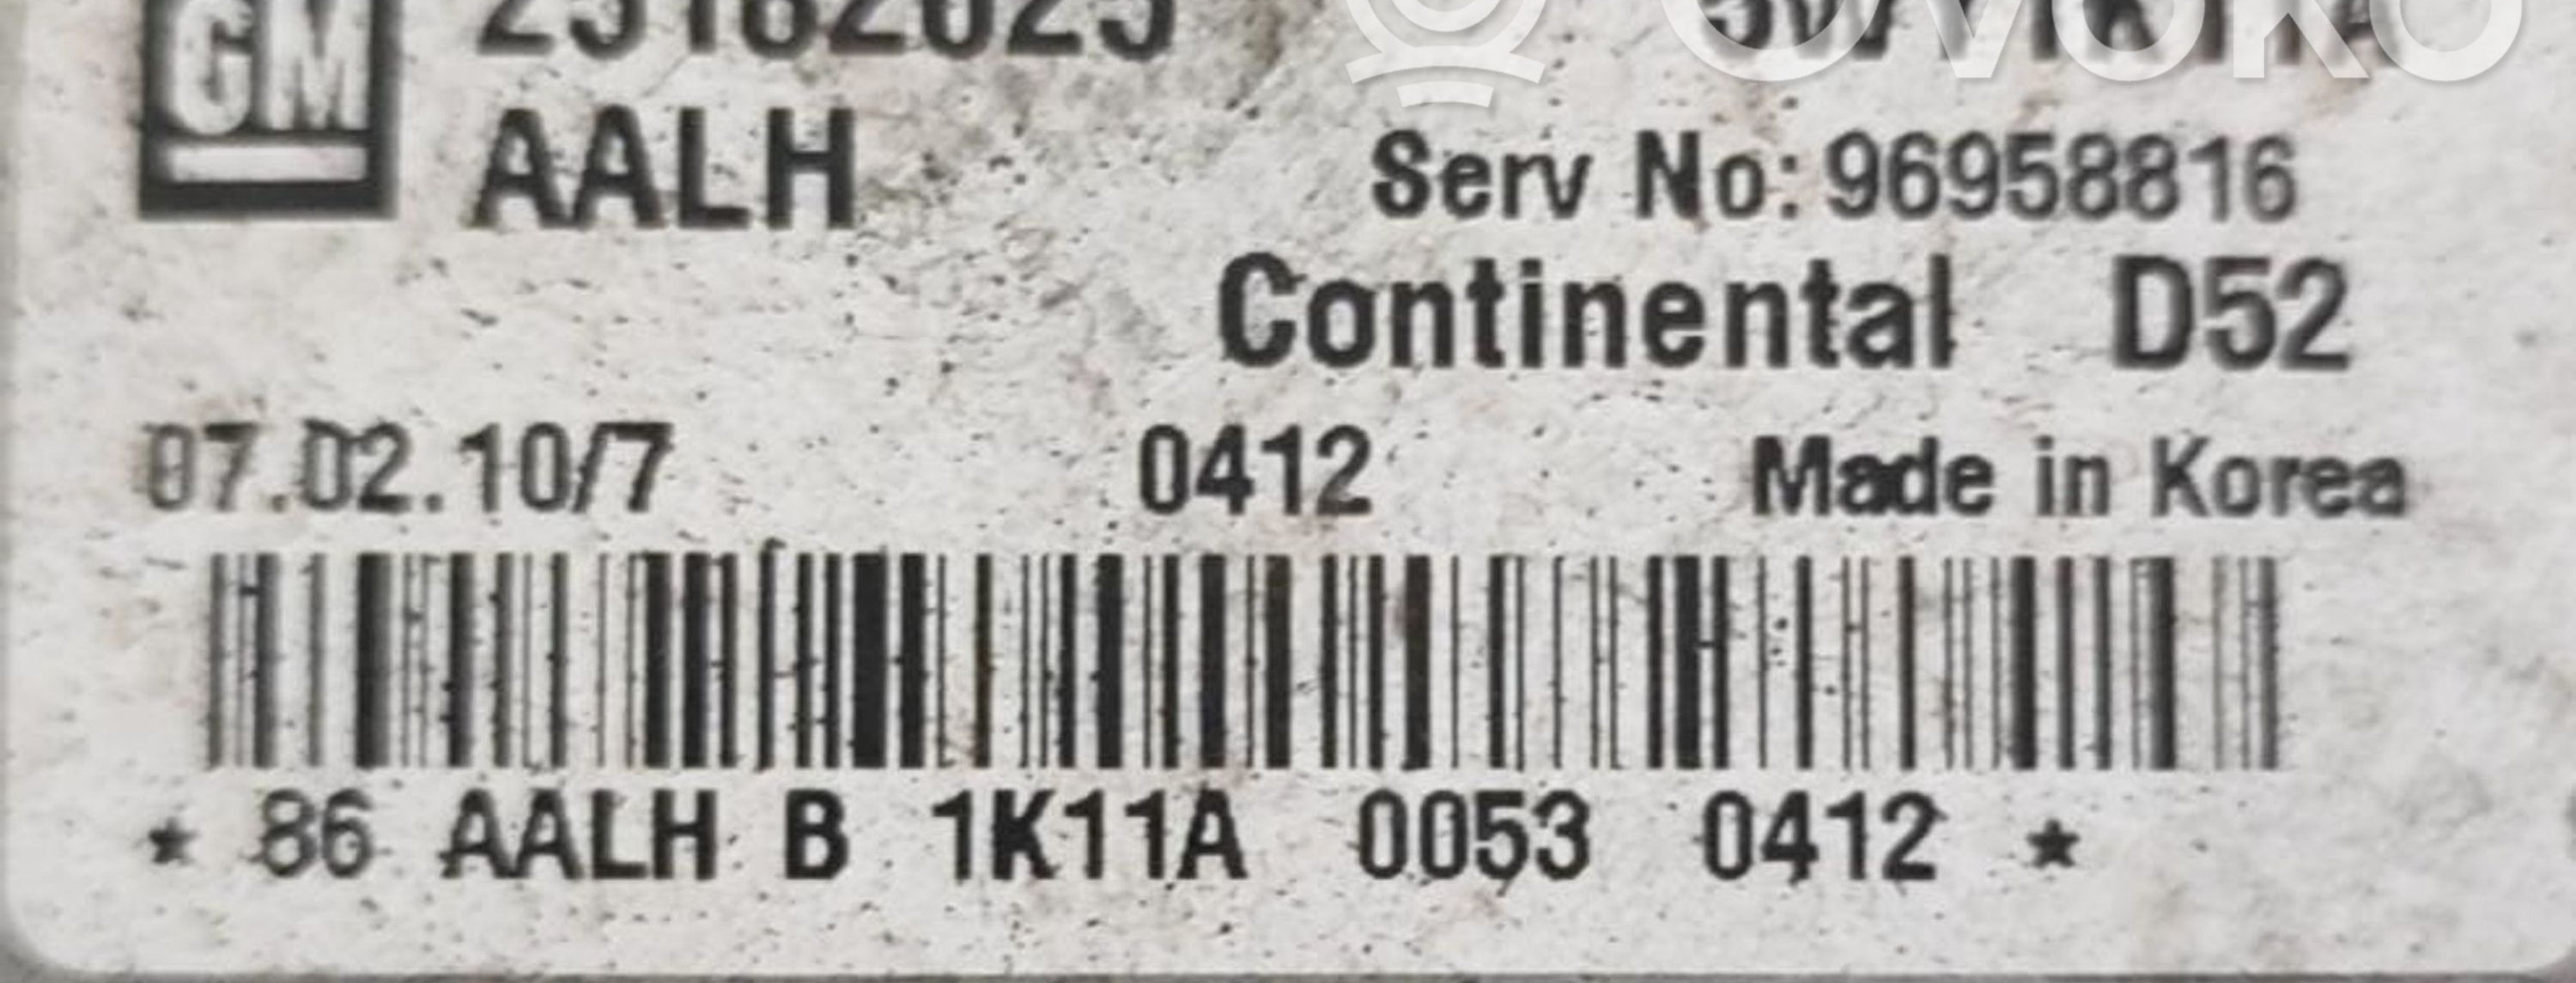 GM
AALH
OVOKO
Serv No: 96958816
Continental D52
07.02.10/7 0412 Made in Korea
* 86 AALH B 1K11A 0053 0412 *